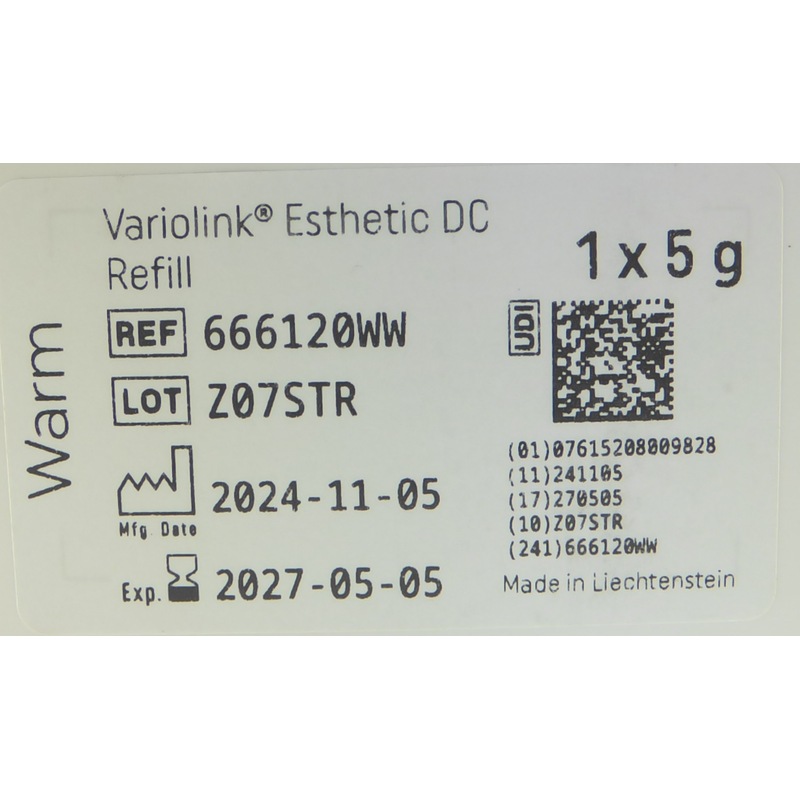 Variolink® Esthetic DC
Refill
1 x 5 g
Warm
REF 666120WW
UDI
LOT Z07STR
2024-11-05
Mfg. Date
Exp. 2027-05-05
(01)07615208009828
(11)241105
(17)270505
(10)Z07STR
(241)666120WW
Made in Liechtenstein